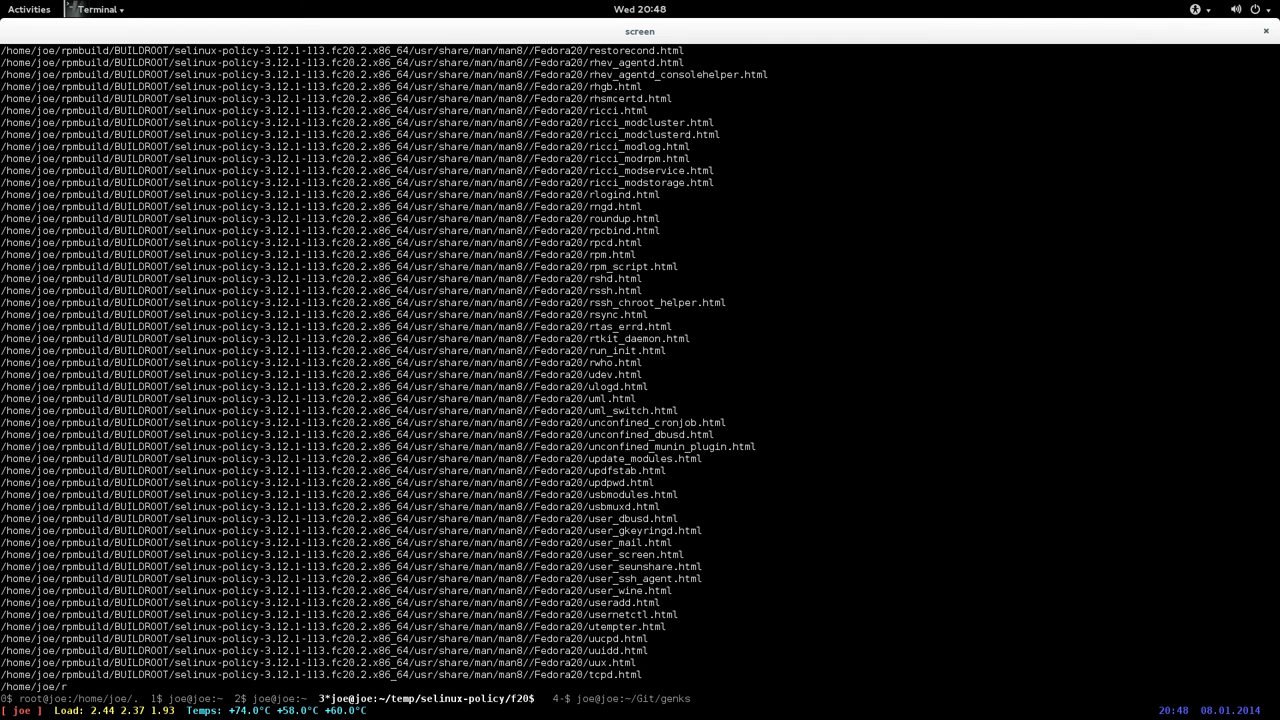 Activities Terminal Wed 20:48
screen
/home/joe/rpmbuild/BUILDROOT/selinux-policy-3.12.1-113.fc20.2.x86_64/usr/share/man/man8//Fedora20/restorecond.html
/home/joe/rpmbuild/BUILDROOT/selinux-policy-3.12.1-113.fc20.2.x86_64/usr/share/man/man8//Fedora20/rhev_agentd.html
/home/joe/rpmbuild/BUILDROOT/selinux-policy-3.12.1-113.fc20.2.x86_64/usr/share/man/man8//Fedora20/rhev_agentd_consolehelper.html
/home/joe/rpmbuild/BUILDROOT/selinux-policy-3.12.1-113.fc20.2.x86_64/usr/share/man/man8//Fedora20/rhgb.html
/home/joe/rpmbuild/BUILDROOT/selinux-policy-3.12.1-113.fc20.2.x86_64/usr/share/man/man8//Fedora20/rhsmcertd.html
/home/joe/rpmbuild/BUILDROOT/selinux-policy-3.12.1-113.fc20.2.x86_64/usr/share/man/man8//Fedora20/ricci.html
/home/joe/rpmbuild/BUILDROOT/selinux-policy-3.12.1-113.fc20.2.x86_64/usr/share/man/man8//Fedora20/ricci_modcluster.html
/home/joe/rpmbuild/BUILDROOT/selinux-policy-3.12.1-113.fc20.2.x86_64/usr/share/man/man8//Fedora20/ricci_modclusterd.html
/home/joe/rpmbuild/BUILDROOT/selinux-policy-3.12.1-113.fc20.2.x86_64/usr/share/man/man8//Fedora20/ricci_modlog.html
/home/joe/rpmbuild/BUILDROOT/selinux-policy-3.12.1-113.fc20.2.x86_64/usr/share/man/man8//Fedora20/ricci_modrpm.html
/home/joe/rpmbuild/BUILDROOT/selinux-policy-3.12.1-113.fc20.2.x86_64/usr/share/man/man8//Fedora20/ricci_modservice.html
/home/joe/rpmbuild/BUILDROOT/selinux-policy-3.12.1-113.fc20.2.x86_64/usr/share/man/man8//Fedora20/ricci_modstorage.html
/home/joe/rpmbuild/BUILDROOT/selinux-policy-3.12.1-113.fc20.2.x86_64/usr/share/man/man8//Fedora20/rlogind.html
/home/joe/rpmbuild/BUILDROOT/selinux-policy-3.12.1-113.fc20.2.x86_64/usr/share/man/man8//Fedora20/rngd.html
/home/joe/rpmbuild/BUILDROOT/selinux-policy-3.12.1-113.fc20.2.x86_64/usr/share/man/man8//Fedora20/roundup.html
/home/joe/rpmbuild/BUILDROOT/selinux-policy-3.12.1-113.fc20.2.x86_64/usr/share/man/man8//Fedora20/rpcbind.html
/home/joe/rpmbuild/BUILDROOT/selinux-policy-3.12.1-113.fc20.2.x86_64/usr/share/man/man8//Fedora20/rpcd.html
/home/joe/rpmbuild/BUILDROOT/selinux-policy-3.12.1-113.fc20.2.x86_64/usr/share/man/man8//Fedora20/rpm.html
/home/joe/rpmbuild/BUILDROOT/selinux-policy-3.12.1-113.fc20.2.x86_64/usr/share/man/man8//Fedora20/rpm_script.html
/home/joe/rpmbuild/BUILDROOT/selinux-policy-3.12.1-113.fc20.2.x86_64/usr/share/man/man8//Fedora20/rshd.html
/home/joe/rpmbuild/BUILDROOT/selinux-policy-3.12.1-113.fc20.2.x86_64/usr/share/man/man8//Fedora20/rssh.html
/home/joe/rpmbuild/BUILDROOT/selinux-policy-3.12.1-113.fc20.2.x86_64/usr/share/man/man8//Fedora20/rssh_chroot_helper.html
/home/joe/rpmbuild/BUILDROOT/selinux-policy-3.12.1-113.fc20.2.x86_64/usr/share/man/man8//Fedora20/rsync.html
/home/joe/rpmbuild/BUILDROOT/selinux-policy-3.12.1-113.fc20.2.x86_64/usr/share/man/man8//Fedora20/rtas_errd.html
/home/joe/rpmbuild/BUILDROOT/selinux-policy-3.12.1-113.fc20.2.x86_64/usr/share/man/man8//Fedora20/rtkit_daemon.html
/home/joe/rpmbuild/BUILDROOT/selinux-policy-3.12.1-113.fc20.2.x86_64/usr/share/man/man8//Fedora20/run_init.html
/home/joe/rpmbuild/BUILDROOT/selinux-policy-3.12.1-113.fc20.2.x86_64/usr/share/man/man8//Fedora20/rwho.html
/home/joe/rpmbuild/BUILDROOT/selinux-policy-3.12.1-113.fc20.2.x86_64/usr/share/man/man8//Fedora20/udev.html
/home/joe/rpmbuild/BUILDROOT/selinux-policy-3.12.1-113.fc20.2.x86_64/usr/share/man/man8//Fedora20/ulogd.html
/home/joe/rpmbuild/BUILDROOT/selinux-policy-3.12.1-113.fc20.2.x86_64/usr/share/man/man8//Fedora20/uml.html
/home/joe/rpmbuild/BUILDROOT/selinux-policy-3.12.1-113.fc20.2.x86_64/usr/share/man/man8//Fedora20/uml_switch.html
/home/joe/rpmbuild/BUILDROOT/selinux-policy-3.12.1-113.fc20.2.x86_64/usr/share/man/man8//Fedora20/unconfined_cronjob.html
/home/joe/rpmbuild/BUILDROOT/selinux-policy-3.12.1-113.fc20.2.x86_64/usr/share/man/man8//Fedora20/unconfined_dbusd.html
/home/joe/rpmbuild/BUILDROOT/selinux-policy-3.12.1-113.fc20.2.x86_64/usr/share/man/man8//Fedora20/unconfined_munin_plugin.html
/home/joe/rpmbuild/BUILDROOT/selinux-policy-3.12.1-113.fc20.2.x86_64/usr/share/man/man8//Fedora20/update_modules.html
/home/joe/rpmbuild/BUILDROOT/selinux-policy-3.12.1-113.fc20.2.x86_64/usr/share/man/man8//Fedora20/updfstab.html
/home/joe/rpmbuild/BUILDROOT/selinux-policy-3.12.1-113.fc20.2.x86_64/usr/share/man/man8//Fedora20/updpwd.html
/home/joe/rpmbuild/BUILDROOT/selinux-policy-3.12.1-113.fc20.2.x86_64/usr/share/man/man8//Fedora20/usbmodules.html
/home/joe/rpmbuild/BUILDROOT/selinux-policy-3.12.1-113.fc20.2.x86_64/usr/share/man/man8//Fedora20/usbmuxd.html
/home/joe/rpmbuild/BUILDROOT/selinux-policy-3.12.1-113.fc20.2.x86_64/usr/share/man/man8//Fedora20/user_dbusd.html
/home/joe/rpmbuild/BUILDROOT/selinux-policy-3.12.1-113.fc20.2.x86_64/usr/share/man/man8//Fedora20/user_gkeyringd.html
/home/joe/rpmbuild/BUILDROOT/selinux-policy-3.12.1-113.fc20.2.x86_64/usr/share/man/man8//Fedora20/user_mail.html
/home/joe/rpmbuild/BUILDROOT/selinux-policy-3.12.1-113.fc20.2.x86_64/usr/share/man/man8//Fedora20/user_screen.html
/home/joe/rpmbuild/BUILDROOT/selinux-policy-3.12.1-113.fc20.2.x86_64/usr/share/man/man8//Fedora20/user_seunshare.html
/home/joe/rpmbuild/BUILDROOT/selinux-policy-3.12.1-113.fc20.2.x86_64/usr/share/man/man8//Fedora20/user_ssh_agent.html
/home/joe/rpmbuild/BUILDROOT/selinux-policy-3.12.1-113.fc20.2.x86_64/usr/share/man/man8//Fedora20/user_wine.html
/home/joe/rpmbuild/BUILDROOT/selinux-policy-3.12.1-113.fc20.2.x86_64/usr/share/man/man8//Fedora20/useradd.html
/home/joe/rpmbuild/BUILDROOT/selinux-policy-3.12.1-113.fc20.2.x86_64/usr/share/man/man8//Fedora20/usernetctl.html
/home/joe/rpmbuild/BUILDROOT/selinux-policy-3.12.1-113.fc20.2.x86_64/usr/share/man/man8//Fedora20/utempter.html
/home/joe/rpmbuild/BUILDROOT/selinux-policy-3.12.1-113.fc20.2.x86_64/usr/share/man/man8//Fedora20/uucpd.html
/home/joe/rpmbuild/BUILDROOT/selinux-policy-3.12.1-113.fc20.2.x86_64/usr/share/man/man8//Fedora20/uuidd.html
/home/joe/rpmbuild/BUILDROOT/selinux-policy-3.12.1-113.fc20.2.x86_64/usr/share/man/man8//Fedora20/uux.html
/home/joe/rpmbuild/BUILDROOT/selinux-policy-3.12.1-113.fc20.2.x86_64/usr/share/man/man8//Fedora20/tcpd.html
/home/joe/r
0$ root@joe:/home/joe/. 1$ joe@joe:~ 2$ joe@joe:~ 3*joe@joe:~/temp/selinux-policy/f20$ 4-$ joe@joe:~/Git/genks
[ joe ] Load: 2.44 2.37 1.93 Temps: +74.0°C +58.0°C +60.0°C 20:48 08.01.2014